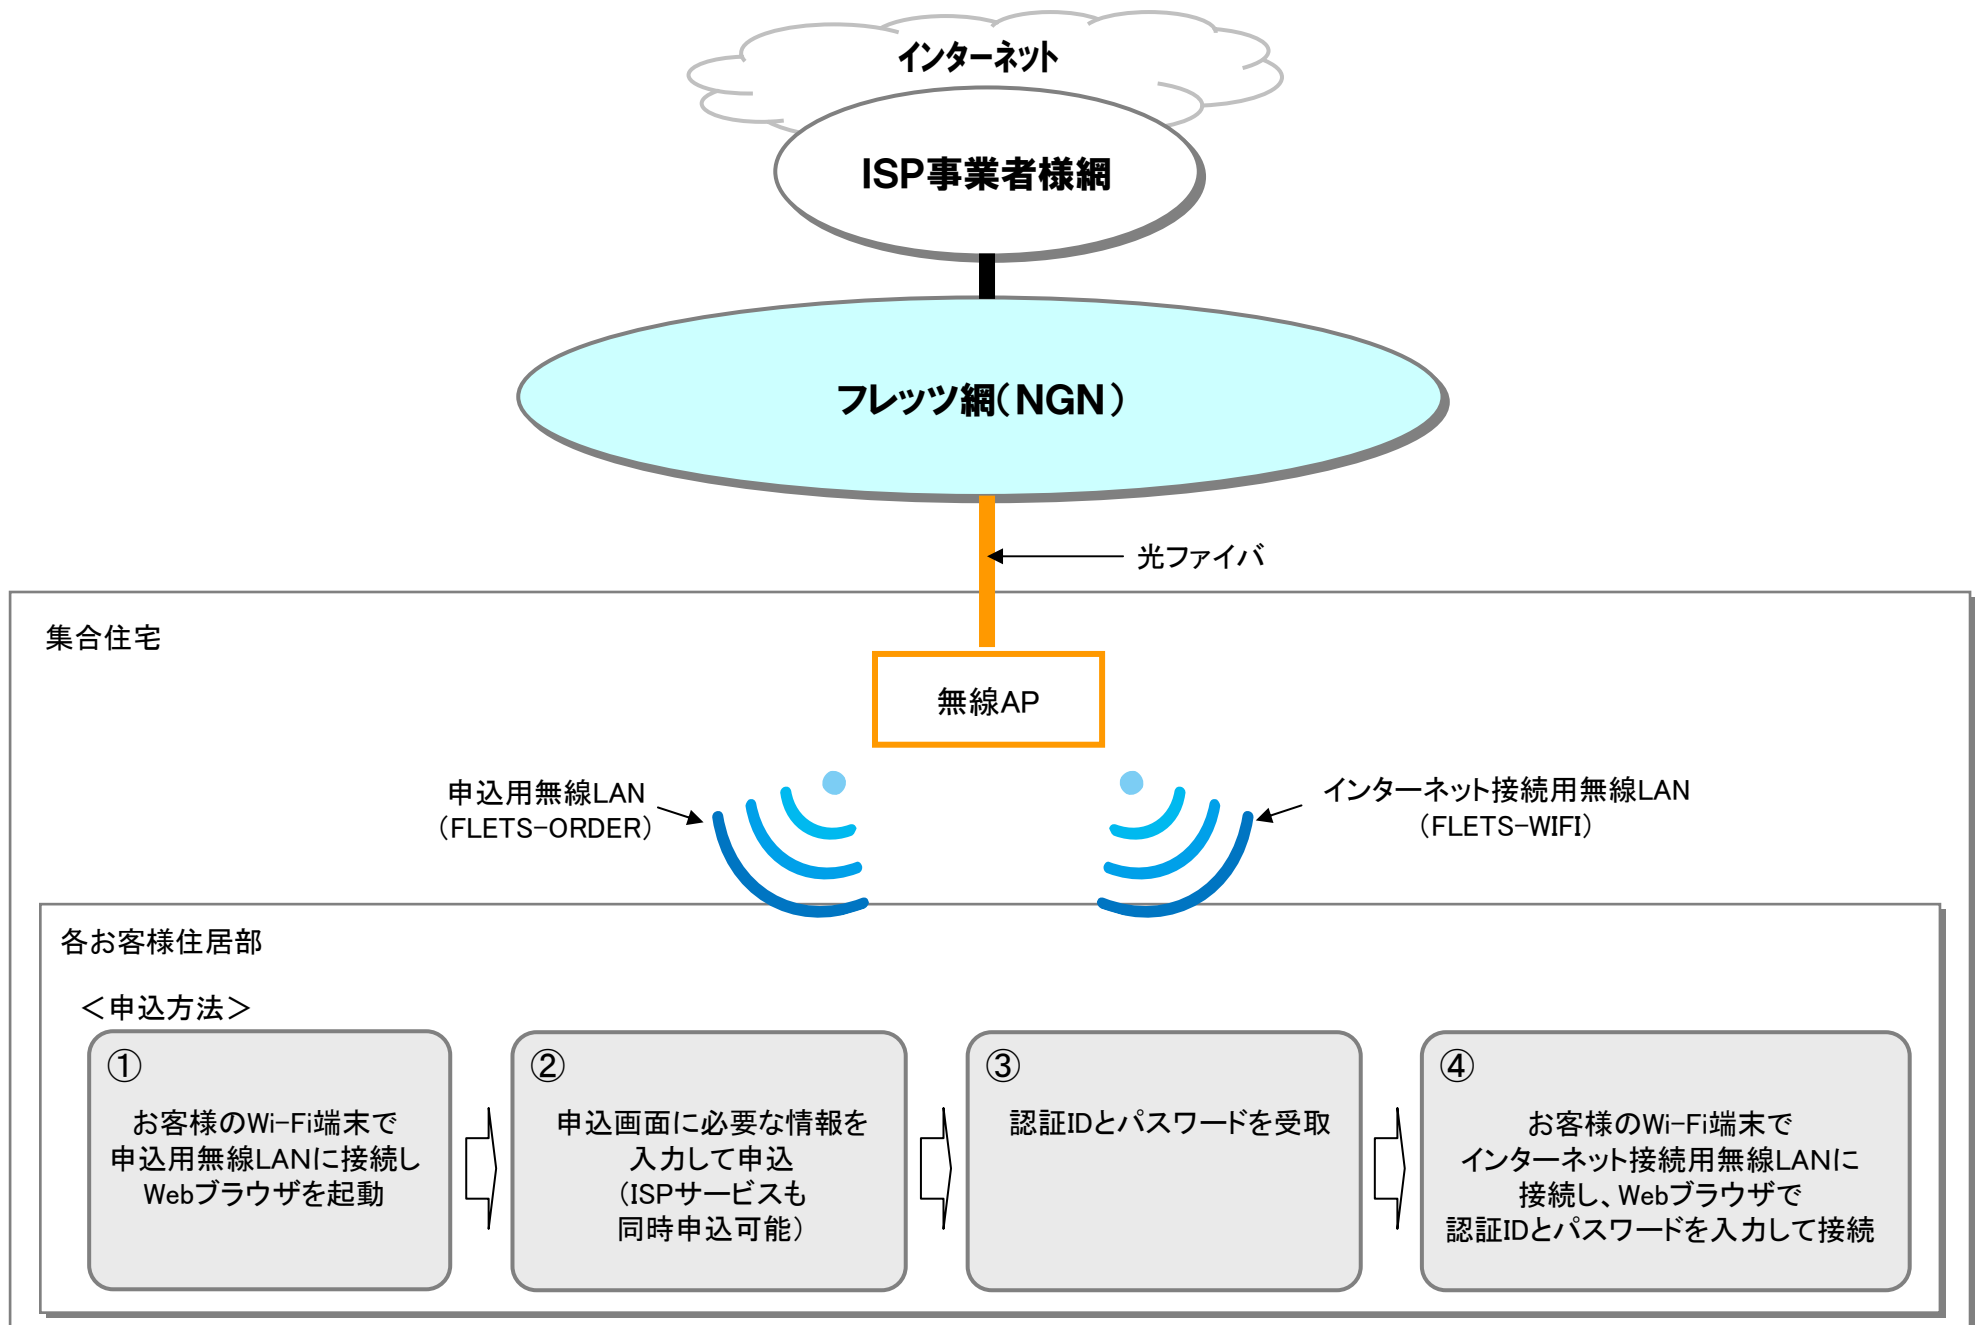 インターネット
ISP事業者様網
フレッツ網(NGN)
光ファイバ
集合住宅
無線AP
申込用無線LAN
(FLETS-ORDER)
インターネット接続用無線LAN
(FLETS-WIFI)
各お客様住居部
<申込方法>
①
お客様のWi-Fi端末で
申込用無線LANに接続し
Webブラウザを起動
②
申込画面に必要な情報を
入力して申込
(ISPサービスも
同時申込可能)
③
認証IDとパスワードを受取
④
お客様のWi-Fi端末で
インターネット接続用無線LANに
接続し、Webブラウザで
認証IDとパスワードを入力して接続